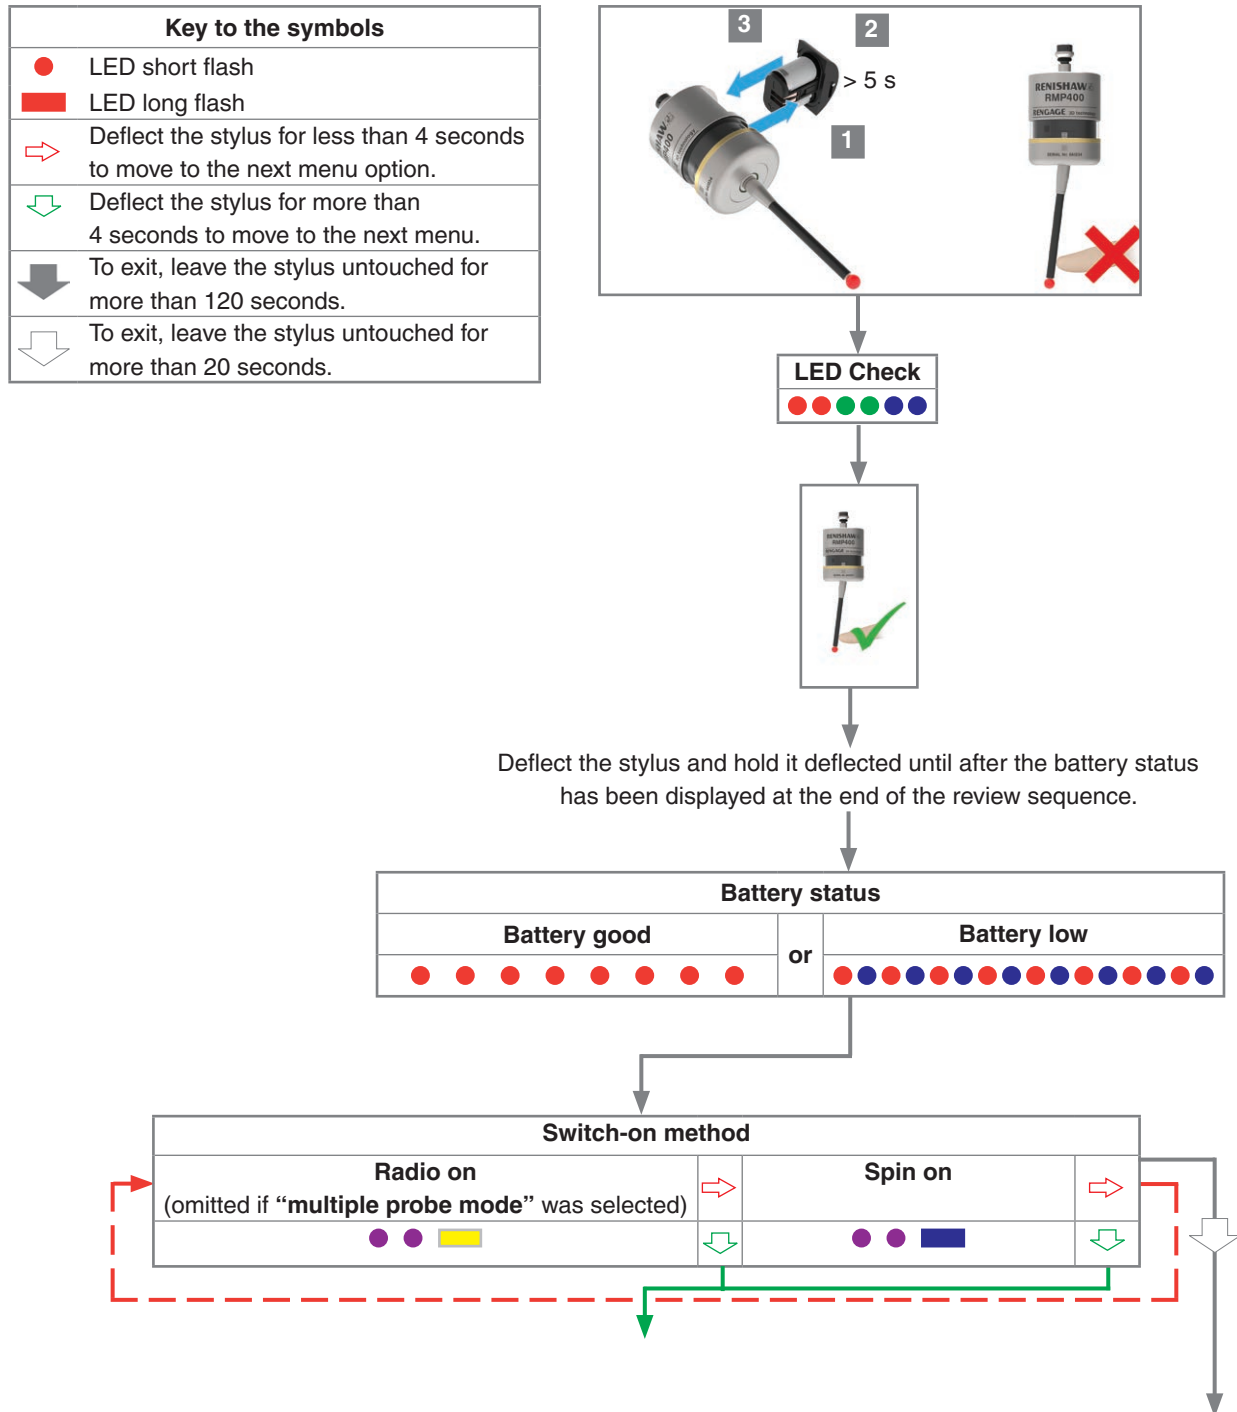 Key to the symbols
LED short flash
LED long flash
Deflect the stylus for less than 4 seconds
to move to the next menu option.
Deflect the stylus for more than
4 seconds to move to the next menu.
To exit, leave the stylus untouched for
more than 120 seconds.
To exit, leave the stylus untouched for
more than 20 seconds.
3
2
> 5 s
1
RENISHAW
RMP400
RENGAGE
LED Check
RENISHAW
RMP400
RENGAGE
Deflect the stylus and hold it deflected until after the battery status
has been displayed at the end of the review sequence.
Battery status
Battery good
or
Battery low
Switch-on method
Radio on
(omitted if “multiple probe mode” was selected)
Spin on